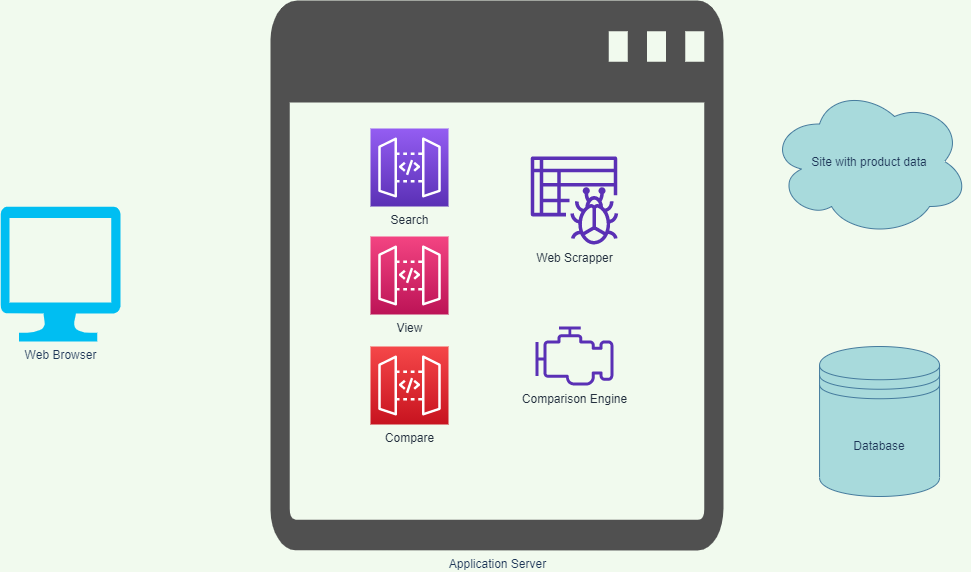 Site with product data
Search
Web Scrapper
View
Web Browser
Comparison Engine
Compare
Database
Application Server